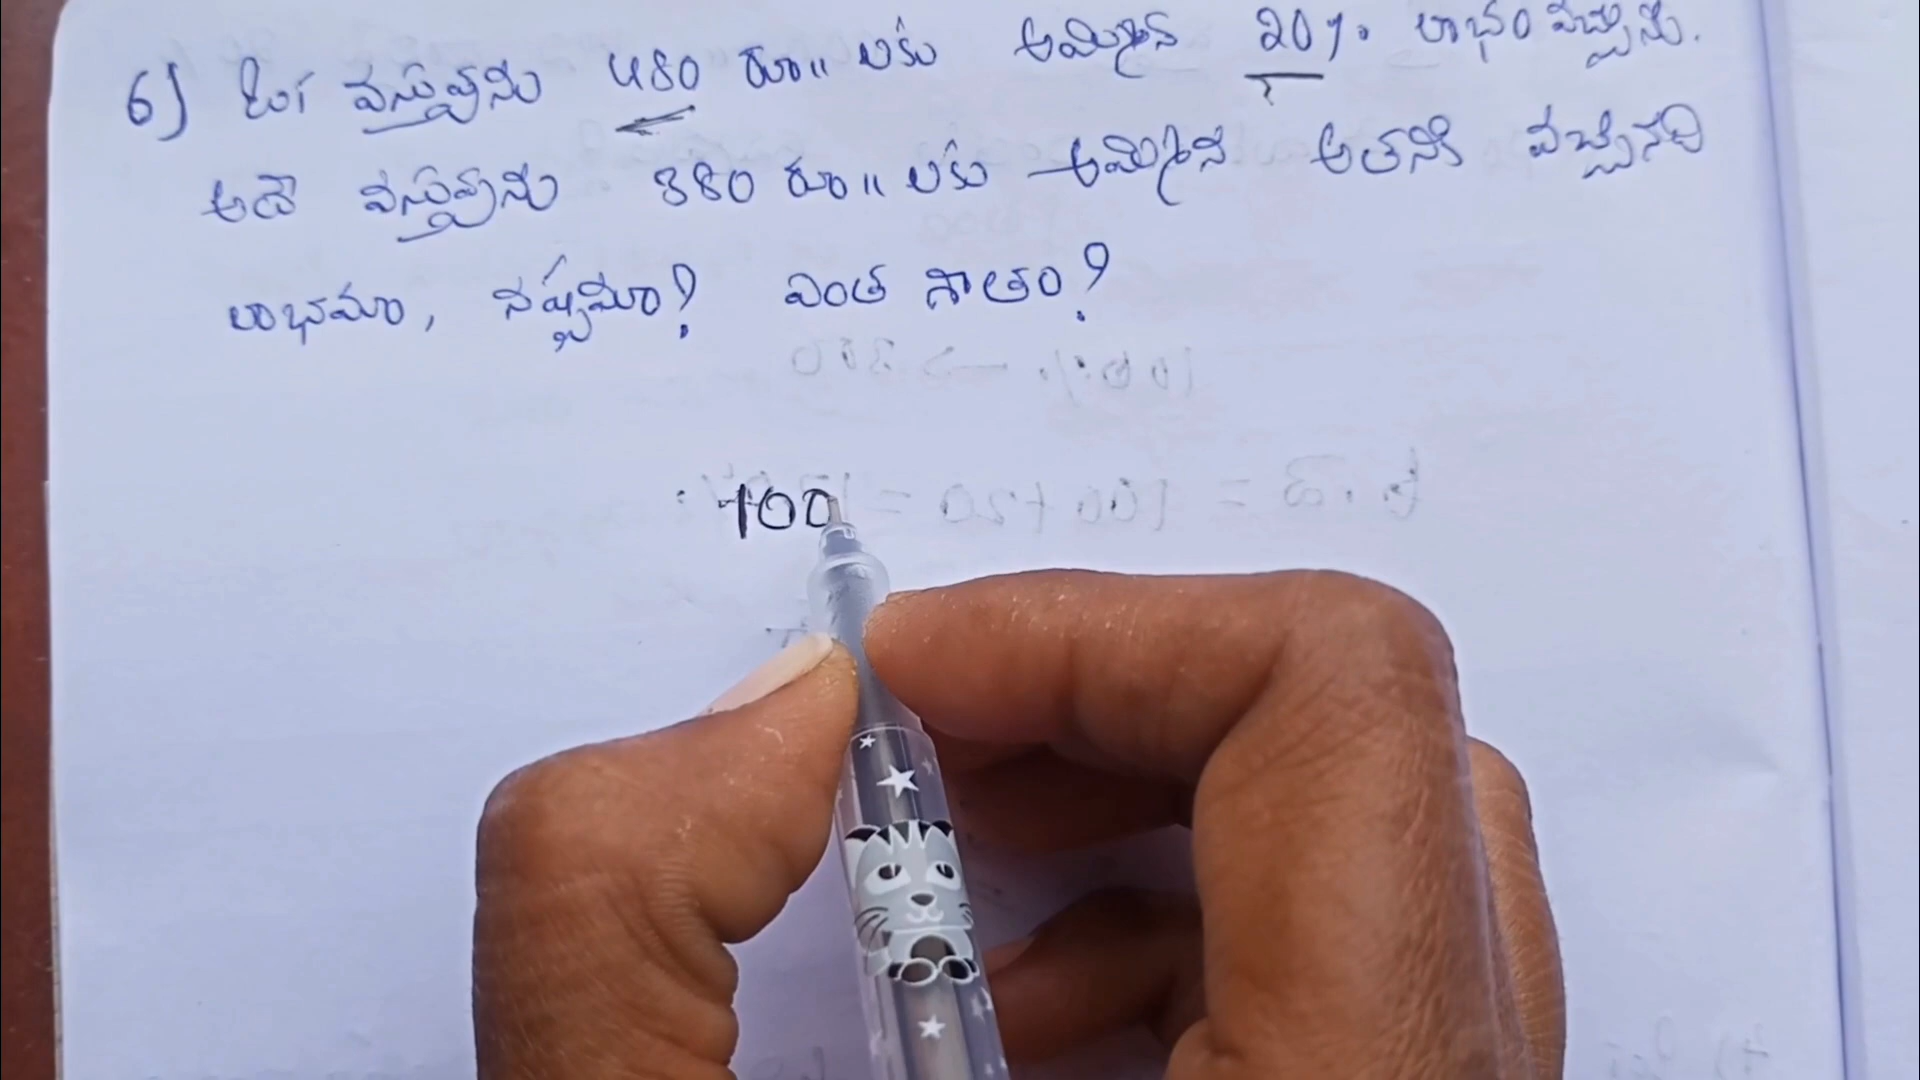 6) ఓక వస్తువును 480 రూ॥ లకు అమ్మిన 20% లాభం వచ్చెను.
అదే వస్తువును 380 రూ॥ లకు అమ్మిన అతనికి వచ్చెనది
లాభమా, నష్టమా? ఎంత శాతం?
100